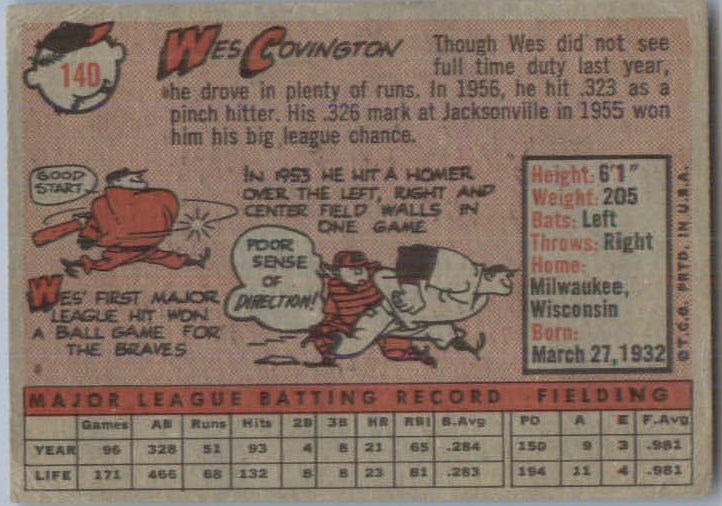 140
WES COVINGTON
Though Wes did not see
full time duty last year,
he drove in plenty of runs. In 1956, he hit .323 as a
pinch hitter. His .326 mark at Jacksonville in 1955 won
him his big league chance.
GOOD
START
WES' FIRST MAJOR
LEAGUE HIT WON
A BALL GAME FOR
THE BRAVES
IN 1953 HE HIT A HOMER
OVER THE LEFT, RIGHT AND
CENTER FIELD WALLS IN
ONE GAME
POOR
SENSE
OF
DIRECTION!
Height: 6'1"
Weight: 205
Bats: Left
Throws: Right
Home:
Milwaukee,
Wisconsin
Born:
March 27, 1932
©T.C.G. PRTD. IN U.S.A.
MAJOR LEAGUE BATTING RECORD FIELDING
Games AB Runs Hits 2B 3B HR RBI B.Avg PO A E F.Avg
YEAR 96 328 51 93 4 8 21 65 .284 150 9 3 .981
LIFE 171 466 68 132 8 8 23 81 .283 194 11 4 .981